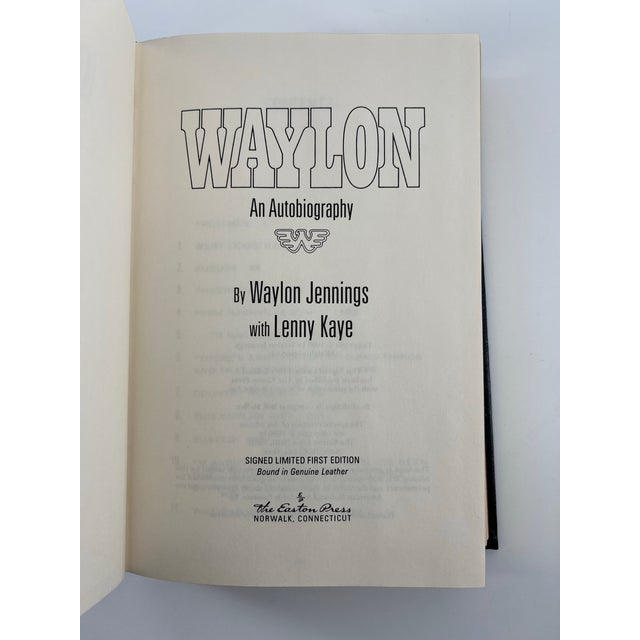 WAYLON
An Autobiography
By Waylon Jennings
with Lenny Kaye
SIGNED LIMITED FIRST EDITION
Bound in Genuine Leather
The Easton Press
NORWALK, CONNECTICUT